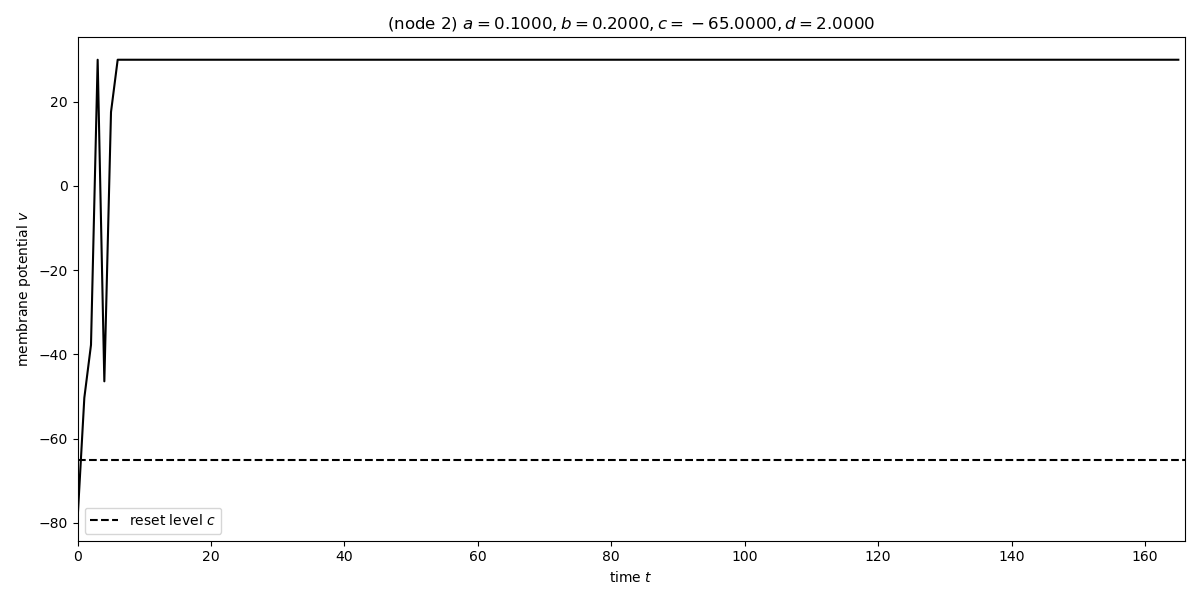 (node 2) a = 0.1000, b = 0.2000, c = −65.0000, d = 2.0000
membrane potential v
20
0
−20
−40
−60
−80
reset level c
0 20 40 60 80 100 120 140 160
time t